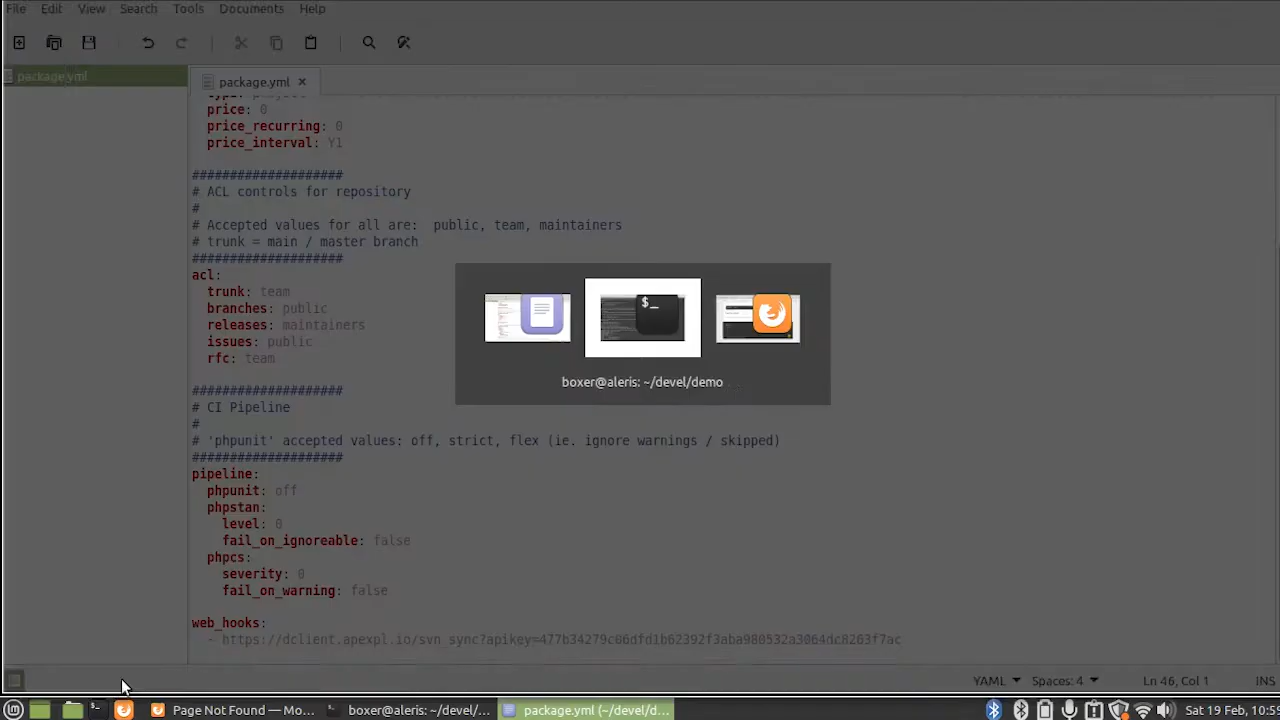 File Edit View Search Tools Documents Help
package.yml
package.yml
price: 0
price_recurring: 0
price_interval: Y1
####################
# ACL controls for repository
#
# Accepted values for all are:  public, team, maintainers
# trunk = main / master branch
####################
acl:
trunk: team
branches: public
releases: maintainers
issues: public
rfc: team
####################
# CI Pipeline
#
# 'phpunit' accepted values: off, strict, flex (ie. ignore warnings / skipped)
####################
pipeline:
phpunit: off
phpstan:
level: 0
fail_on_ignoreable: false
phpcs:
severity: 0
fail_on_warning: false
web_hooks:
- https://dclient.apexpl.io/svn_sync?apikey=477b34279c06dfd1b62392f3aba980532a3064dc8263f7ac
$_
boxer@aleris: ~/devel/demo
YAML Spaces: 4 Ln 46, Col 1 INS
Page Not Found — Mo... boxer@aleris: ~/devel/... package.yml (~/devel/d... Sat 19 Feb, 10:5